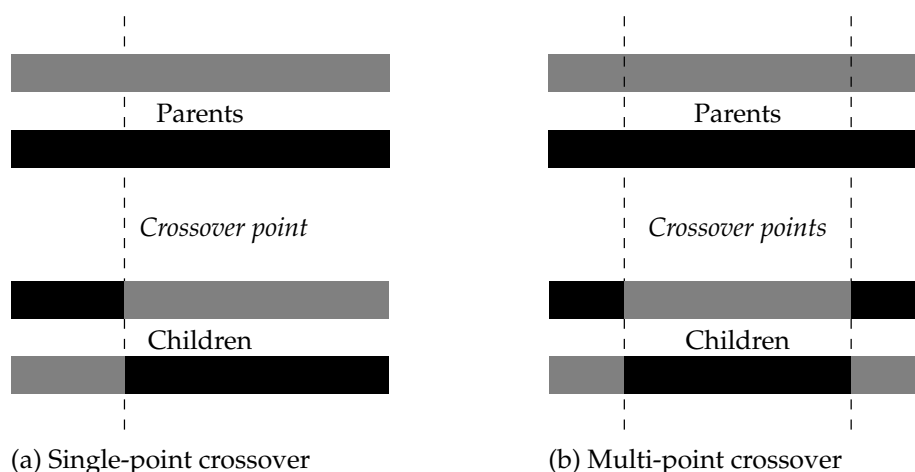 Parents
Crossover point
Children
(a) Single-point crossover
Parents
Crossover points
Children
(b) Multi-point crossover